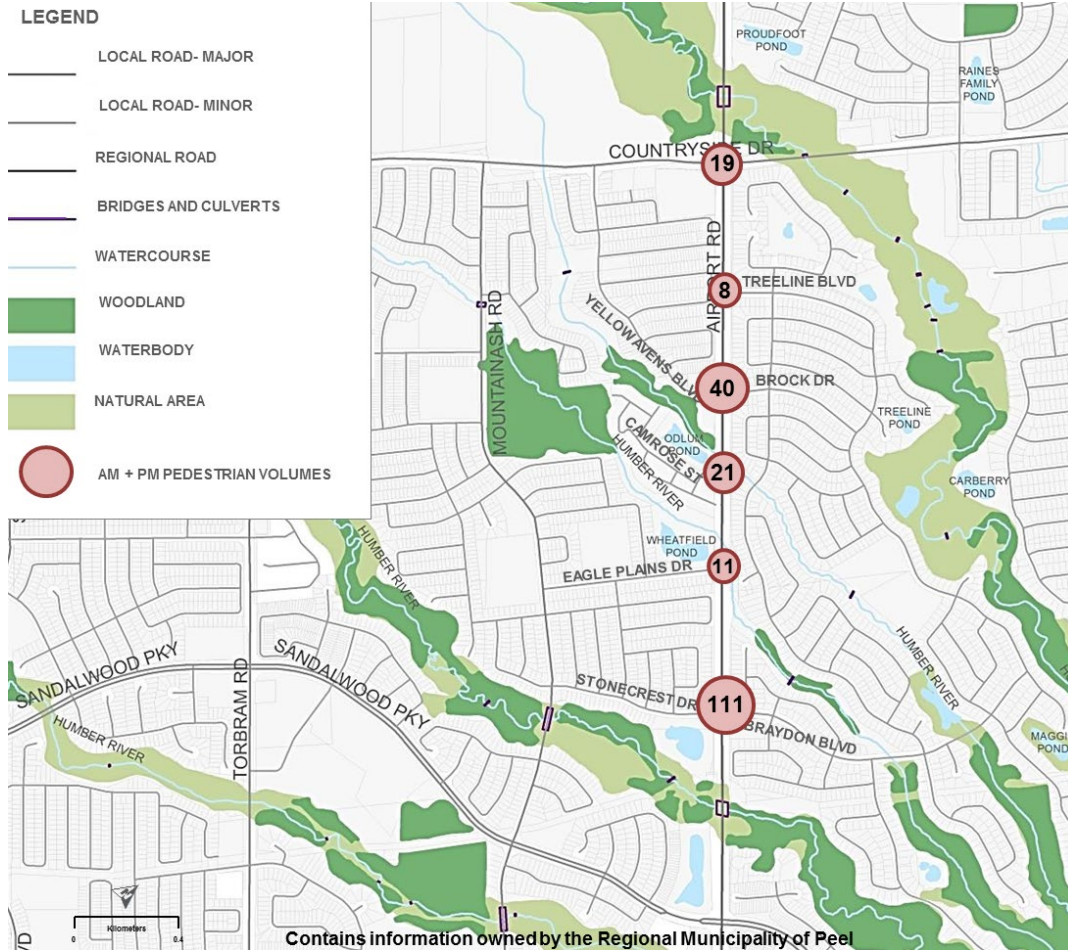 LEGEND
LOCAL ROAD- MAJOR
LOCAL ROAD- MINOR
REGIONAL ROAD
BRIDGES AND CULVERTS
WATERCOURSE
WOODLAND
WATERBODY
NATURAL AREA
AM + PM PEDESTRIAN VOLUMES
PROUDFOOT
POND
RAINES
FAMILY
POND
COUNTRYSIDE DR
19
AIRPORT RD
8
TREELINE BLVD
YELLOW AVENS BLVD
MOUNTAINASH RD
40
BROCK DR
TREELINE
POND
CAMROSE ST
ODLUM
POND
HUMBER RIVER
21
CARBERRY
POND
WHEATFIELD
POND
11
EAGLE PLAINS DR
HUMBER RIVER
HUMBER RIVER
SANDALWOOD PKY
SANDALWOOD PKY
TORBRAM RD
STONECREST DR
111
BRAYDON BLVD
MAGGI
POND
HUMBER RIVER
Kilometers
0
0.4
Contains information owned by the Regional Municipality of Peel